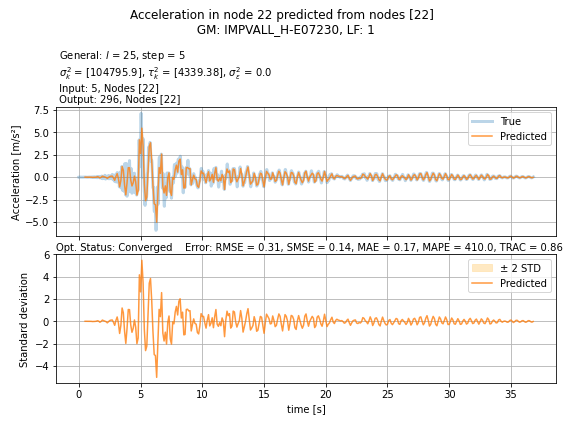 Acceleration in node 22 predicted from nodes [22]
GM: IMPVALL_H-E07230, LF: 1
General: l = 25, step = 5
σ²ₖ = [104795.9], τ²ₖ = [4339.38], σ²ε = 0.0
Input: 5, Nodes [22]
Output: 296, Nodes [22]
Acceleration [m/s²]
7.5
5.0
2.5
0.0
−2.5
−5.0
True
Predicted
Opt. Status: Converged Error: RMSE = 0.31, SMSE = 0.14, MAE = 0.17, MAPE = 410.0, TRAC = 0.86
Standard deviation
6
4
2
0
−2
−4
± 2 STD
Predicted
0 5 10 15 20 25 30 35
time [s]